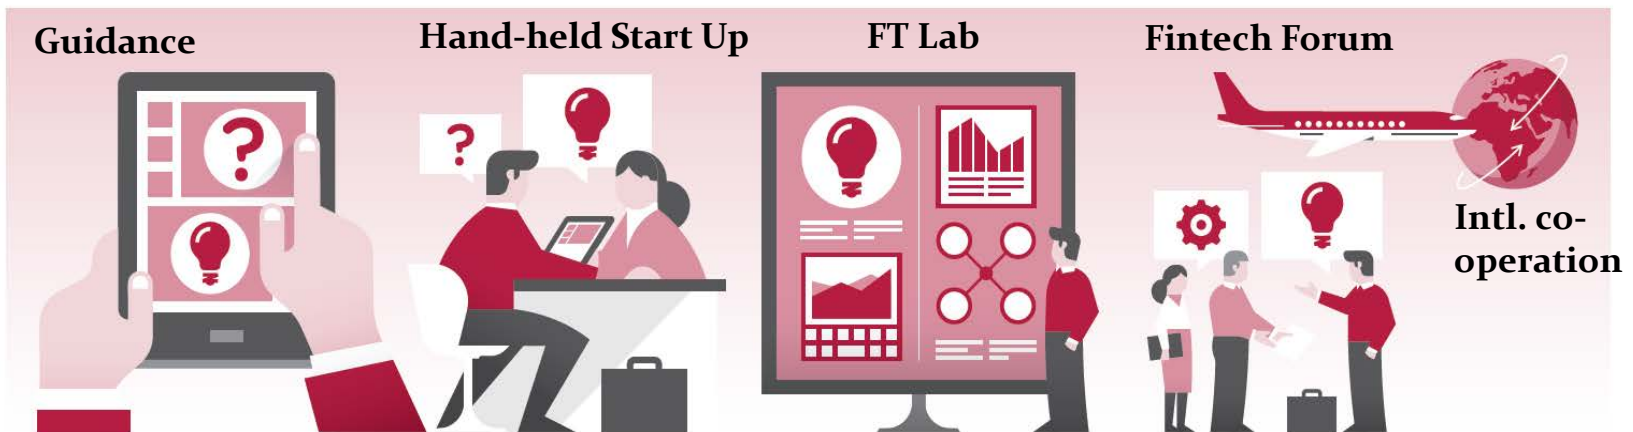 Guidance
Hand-held Start Up
FT Lab
Fintech Forum
?
?
Intl. co-
operation